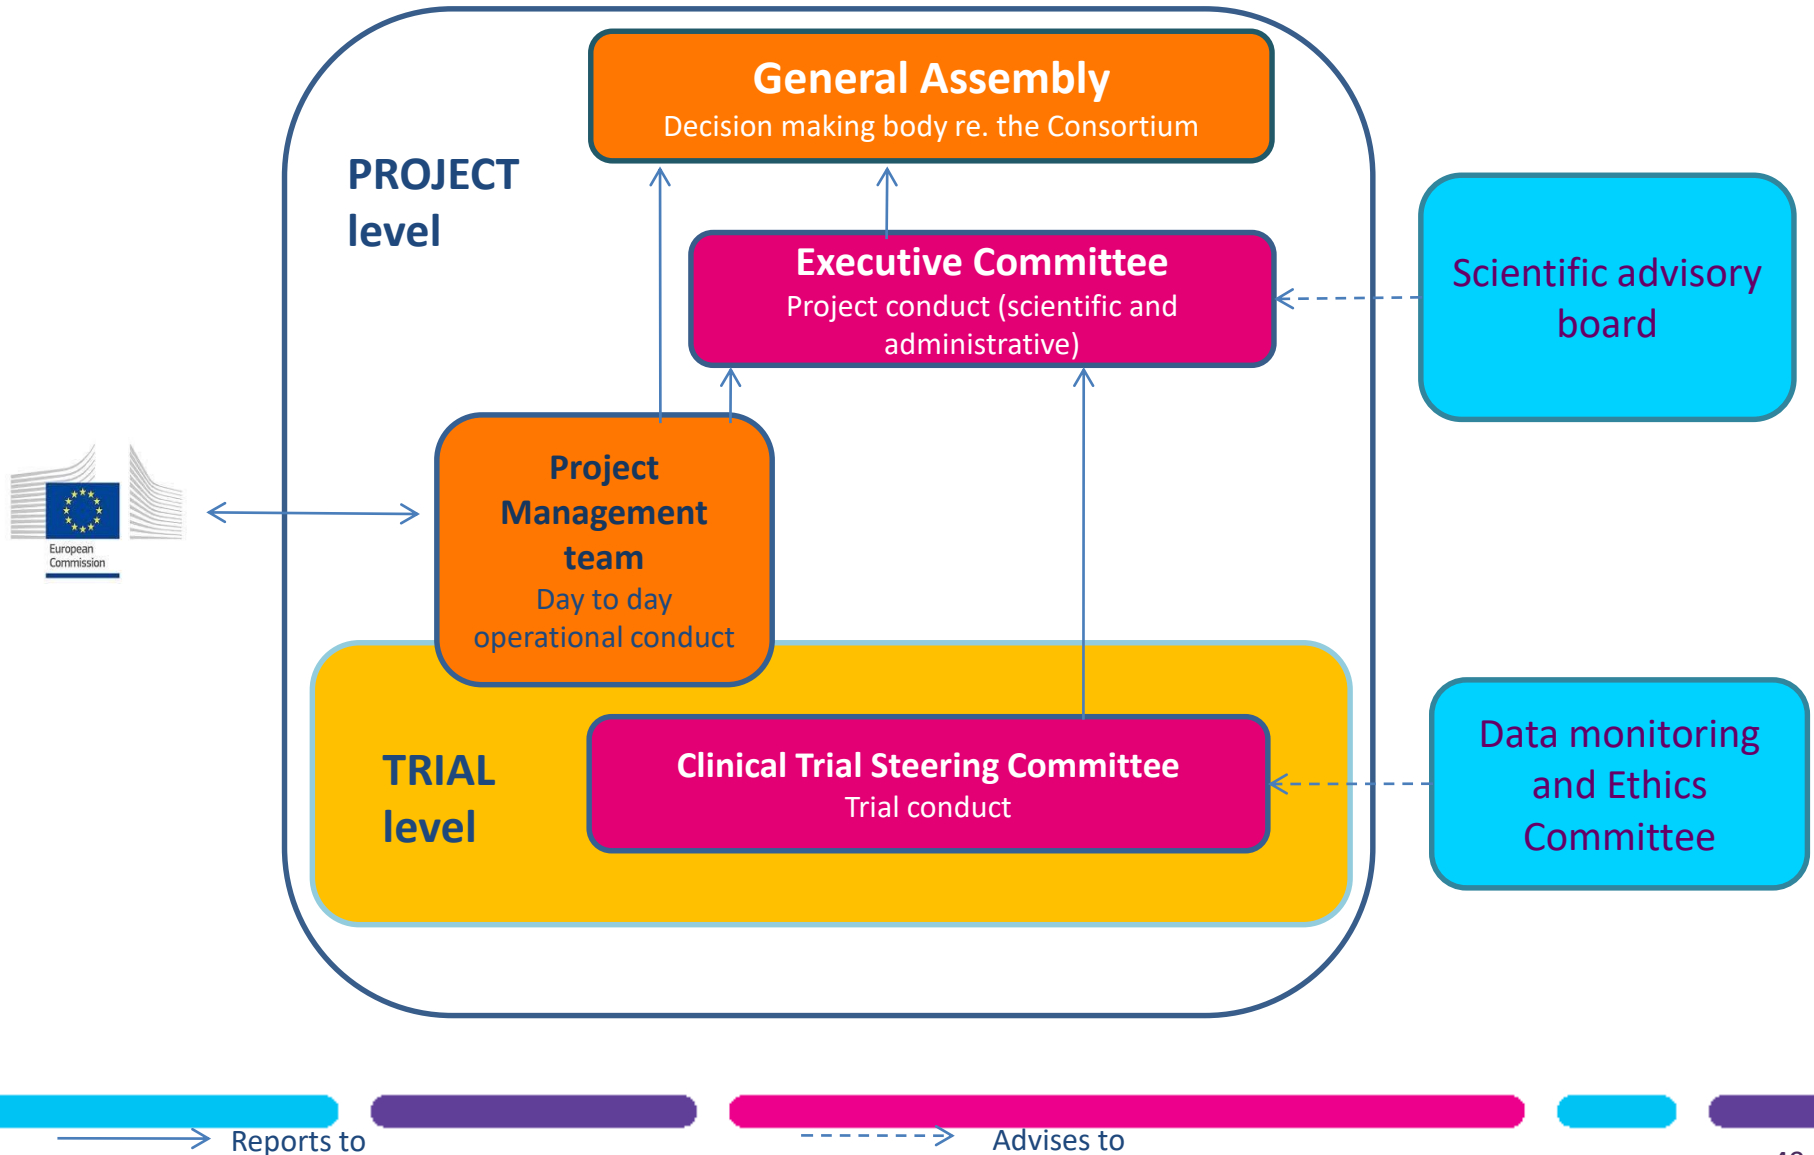 General Assembly
Decision making body re. the Consortium
PROJECT
level
Executive Committee
Project conduct (scientific and
administrative)
Scientific advisory
board
Project
Management
team
Day to day
operational conduct
European
Commission
TRIAL
level
Clinical Trial Steering Committee
Trial conduct
Data monitoring
and Ethics
Committee
Reports to
Advises to